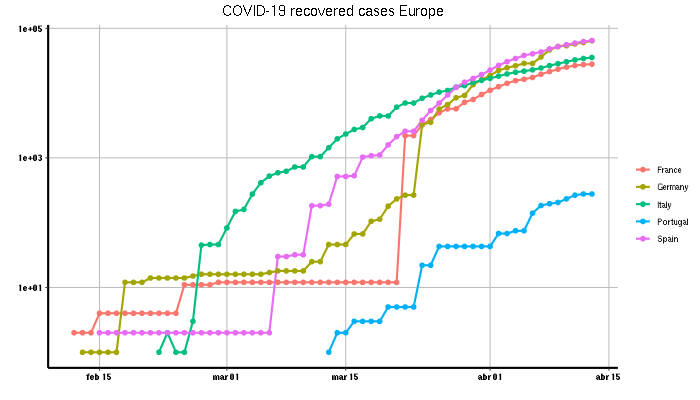 COVID-19 recovered cases Europe
1e+05
1e+03
1e+01
feb 15
mar 01
mar 15
abr 01
abr 15
France
Germany
Italy
Portugal
Spain